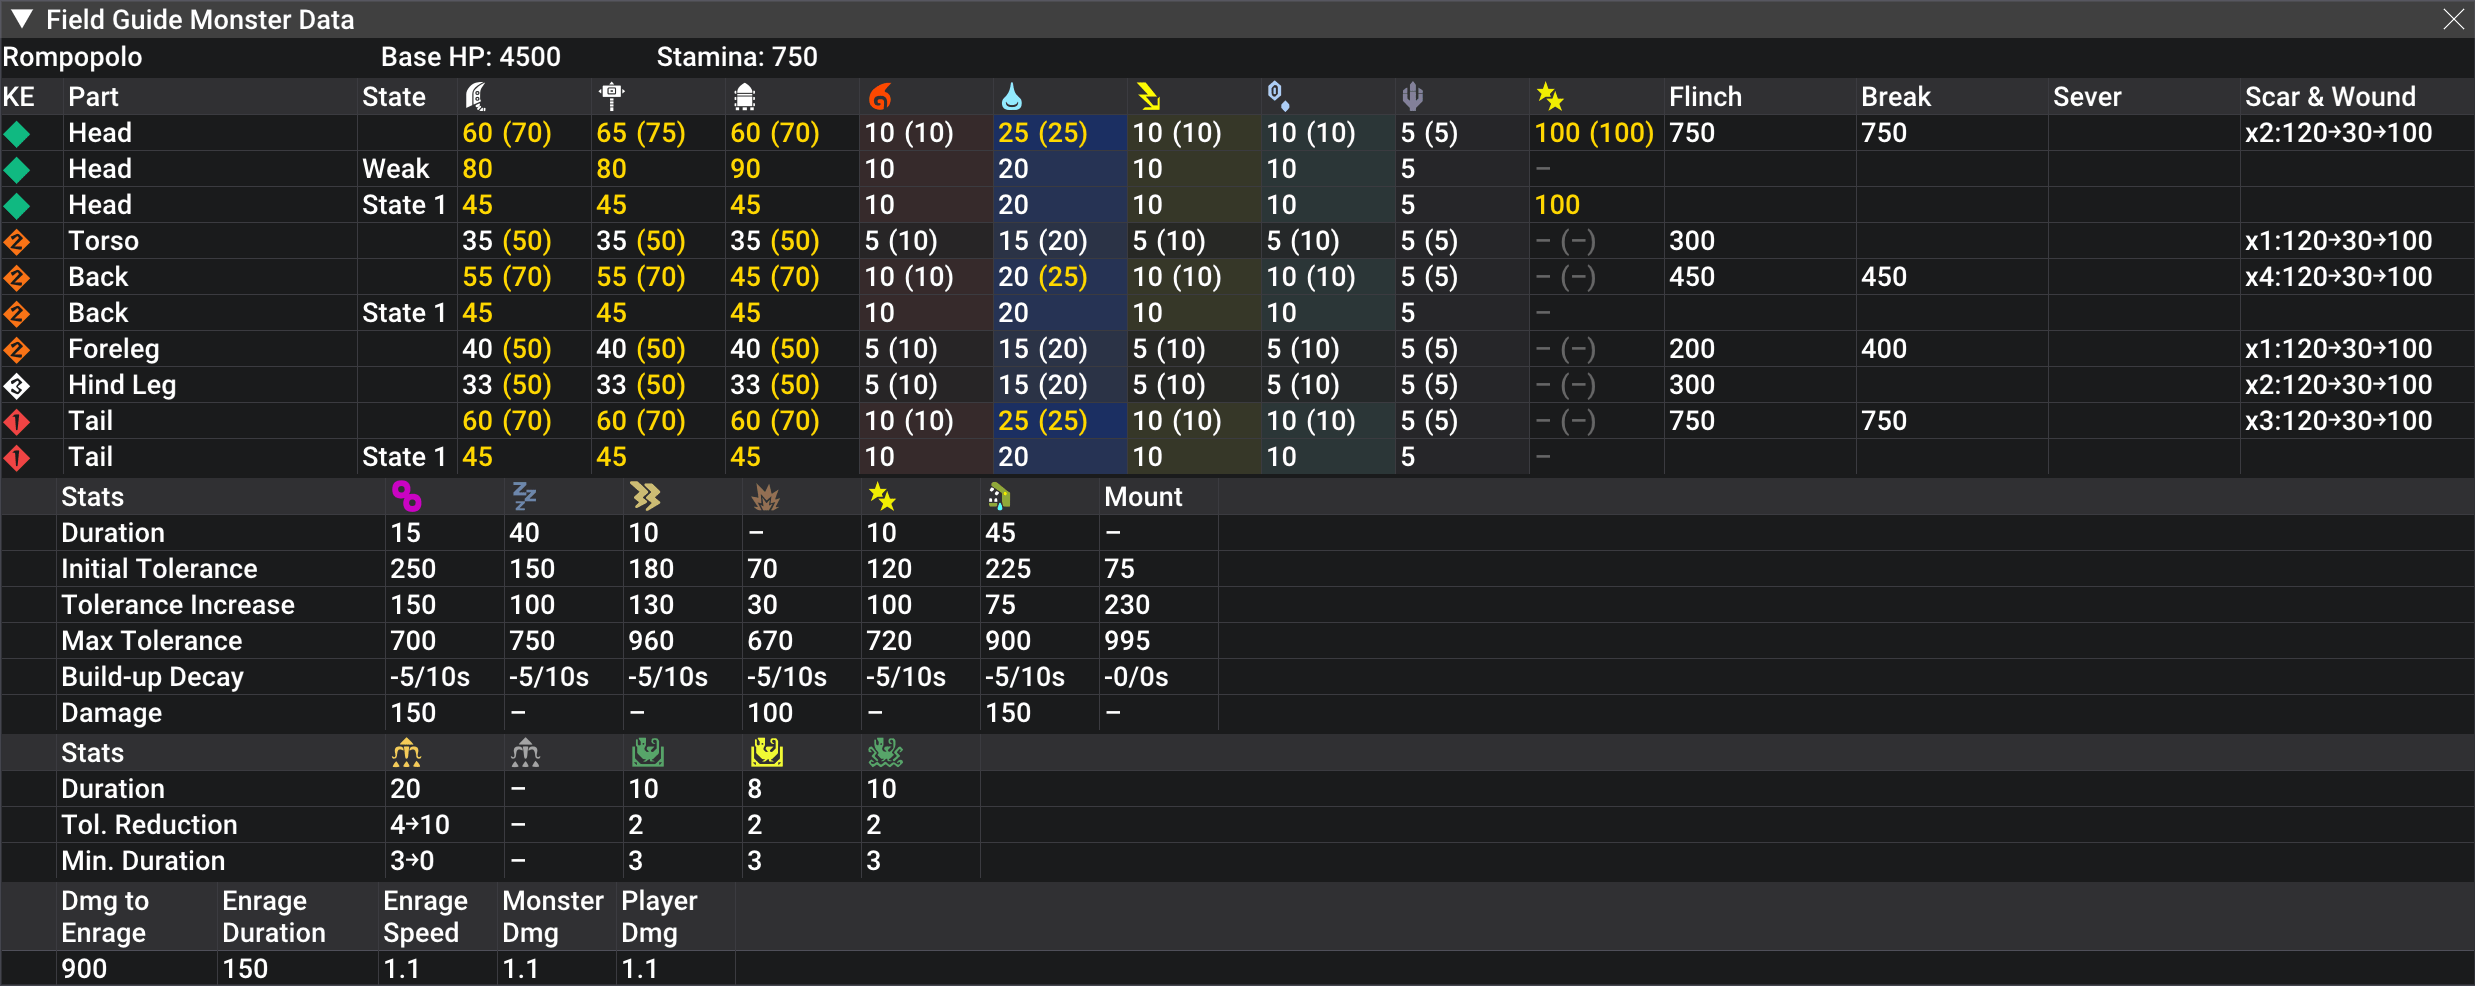 Field Guide Monster Data
Rompopolo Base HP: 4500 Stamina: 750
KE Part State Flinch Break Sever Scar & Wound
Head 60 (70) 65 (75) 60 (70) 10 (10) 25 (25) 10 (10) 10 (10) 5 (5) 100 (100) 750 750 x2:120→30→100
Head Weak 80 80 90 10 20 10 10 5 –
Head State 1 45 45 45 10 20 10 10 5 100
2 Torso 35 (50) 35 (50) 35 (50) 5 (10) 15 (20) 5 (10) 5 (10) 5 (5) – (–) 300 x1:120→30→100
2 Back 55 (70) 55 (70) 45 (70) 10 (10) 20 (25) 10 (10) 10 (10) 5 (5) – (–) 450 450 x4:120→30→100
2 Back State 1 45 45 45 10 20 10 10 5 –
2 Foreleg 40 (50) 40 (50) 40 (50) 5 (10) 15 (20) 5 (10) 5 (10) 5 (5) – (–) 200 400 x1:120→30→100
3 Hind Leg 33 (50) 33 (50) 33 (50) 5 (10) 15 (20) 5 (10) 5 (10) 5 (5) – (–) 300 x2:120→30→100
1 Tail 60 (70) 60 (70) 60 (70) 10 (10) 25 (25) 10 (10) 10 (10) 5 (5) – (–) 750 750 x3:120→30→100
1 Tail State 1 45 45 45 10 20 10 10 5 –
Stats Mount
Duration 15 40 10 – 10 45 –
Initial Tolerance 250 150 180 70 120 225 75
Tolerance Increase 150 100 130 30 100 75 230
Max Tolerance 700 750 960 670 720 900 995
Build-up Decay -5/10s -5/10s -5/10s -5/10s -5/10s -5/10s -0/0s
Damage 150 – – 100 – 150 –
Stats
Duration 20 – 10 8 10
Tol. Reduction 4→10 – 2 2 2
Min. Duration 3→0 – 3 3 3
Dmg to Enrage Enrage Monster Player
Enrage Duration Speed Dmg Dmg
900 150 1.1 1.1 1.1